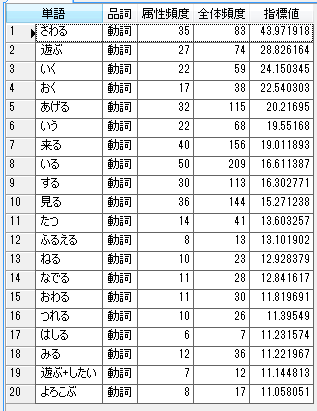 単語 品詞 属性頻度 全体頻度 指標値
1 さわる 動詞 35 83 43.971918
2 遊ぶ 動詞 27 74 28.826164
3 いく 動詞 22 59 24.150345
4 おく 動詞 17 38 22.540303
5 あげる 動詞 32 115 20.21695
6 いう 動詞 22 68 19.55168
7 来る 動詞 40 156 19.011893
8 いる 動詞 50 209 16.611387
9 する 動詞 30 113 16.302771
10 見る 動詞 36 144 15.271238
11 たつ 動詞 14 41 13.603257
12 ふるえる 動詞 8 13 13.101902
13 ねる 動詞 10 23 12.928379
14 なでる 動詞 11 28 12.841617
15 おわる 動詞 11 30 11.819691
16 つれる 動詞 10 26 11.39549
17 はしる 動詞 6 7 11.231574
18 みる 動詞 12 36 11.221967
19 遊ぶ+したい 動詞 7 12 11.144813
20 よろこぶ 動詞 8 17 11.058051